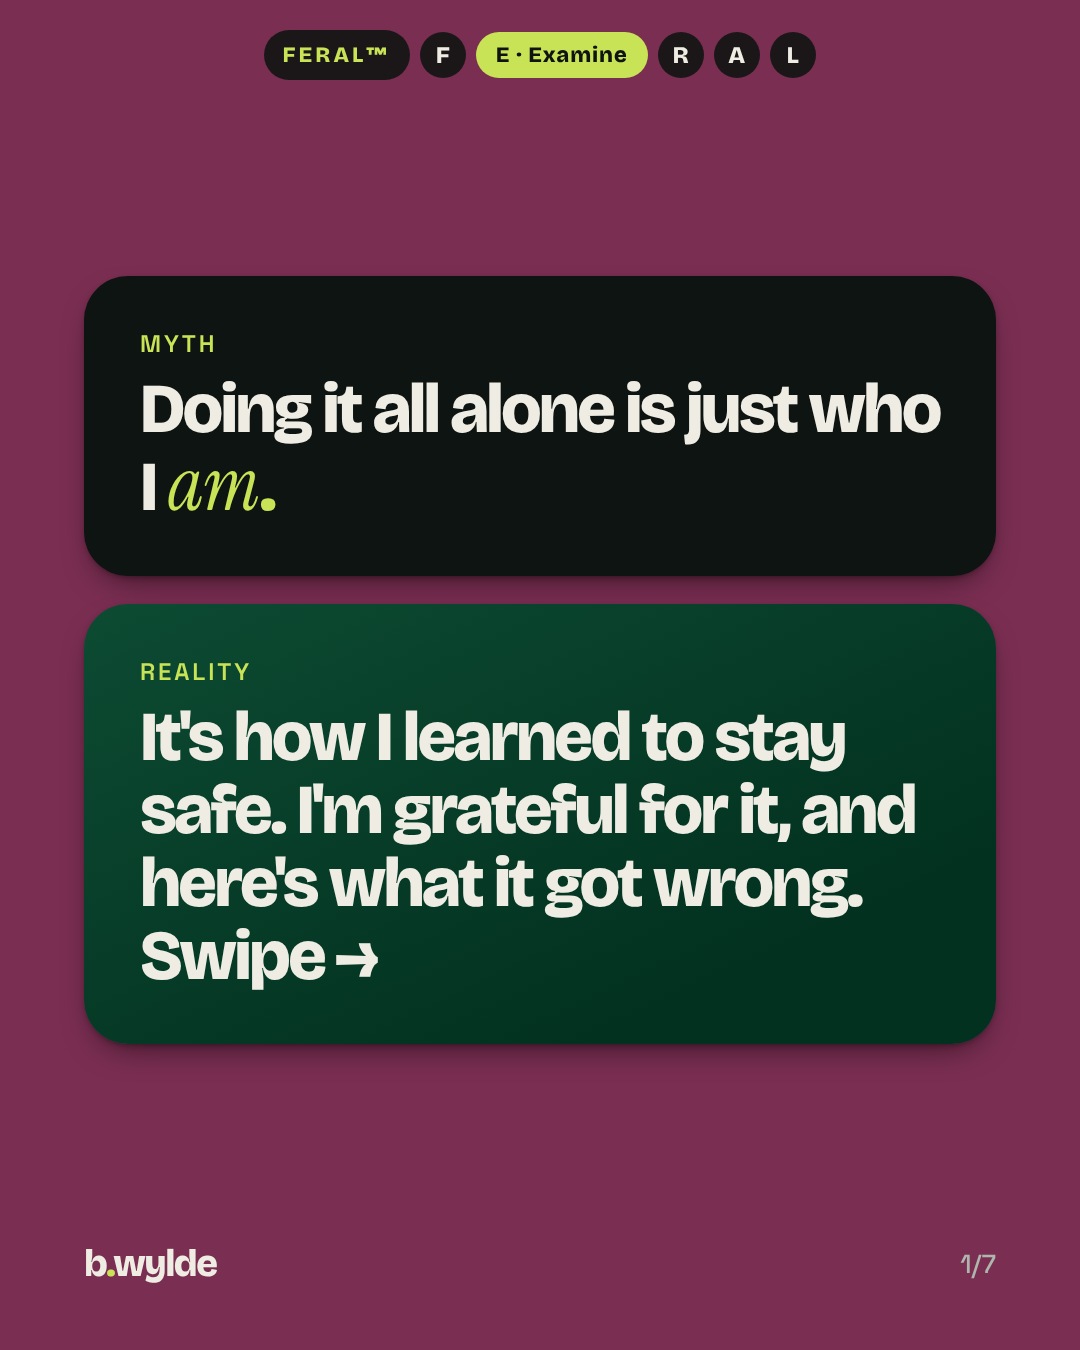 FERAL™ F E · Examine R A L
MYTH
Doing it all alone is just who
I am.
REALITY
It's how I learned to stay
safe. I'm grateful for it, and
here's what it got wrong.
Swipe →
b.wylde
1/7